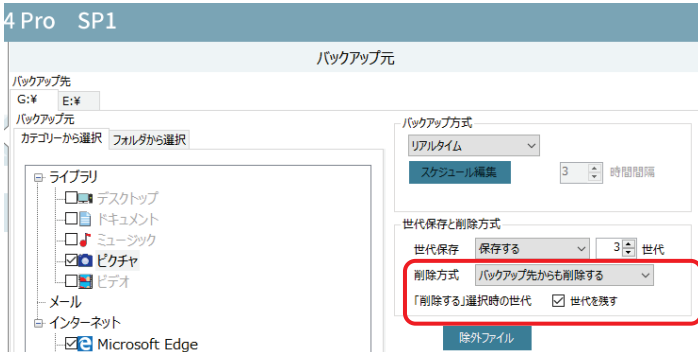 4 Pro SP1
バックアップ元
バックアップ先
G:¥ E:¥
バックアップ元
カテゴリーから選択 フォルダから選択
ライブラリ
デスクトップ
ドキュメント
ミュージック
ピクチャ
ビデオ
メール
インターネット
Microsoft Edge
バックアップ方式
リアルタイム
スケジュール編集 3 時間間隔
世代保存と削除方式
世代保存 保存する 3 世代
削除方式 バックアップ先からも削除する
「削除する」選択時の世代 世代を残す
除外ファイル